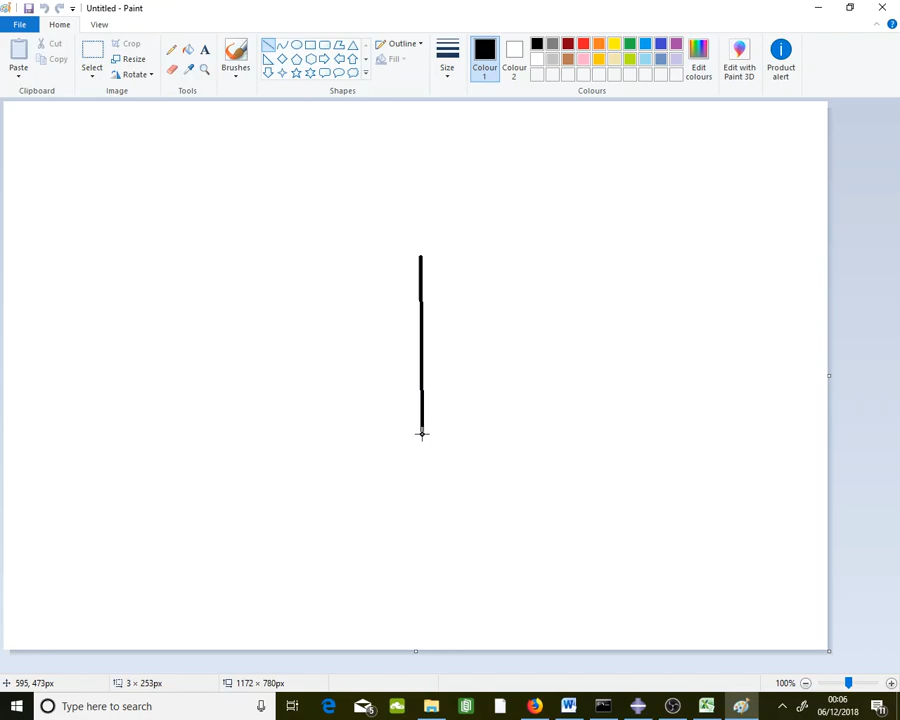 Untitled - Paint
File Home View
Paste
Cut
Copy
Clipboard
Select
Crop
Resize
Rotate
Image
A
Tools
Brushes
Outline
Fill
Shapes
Size
Colour 1
Colour 2
Edit colours
Colours
Edit with Paint 3D
Product alert
595, 473px
3 × 253px
1172 × 780px
100%
Type here to search
00:06
06/12/2018